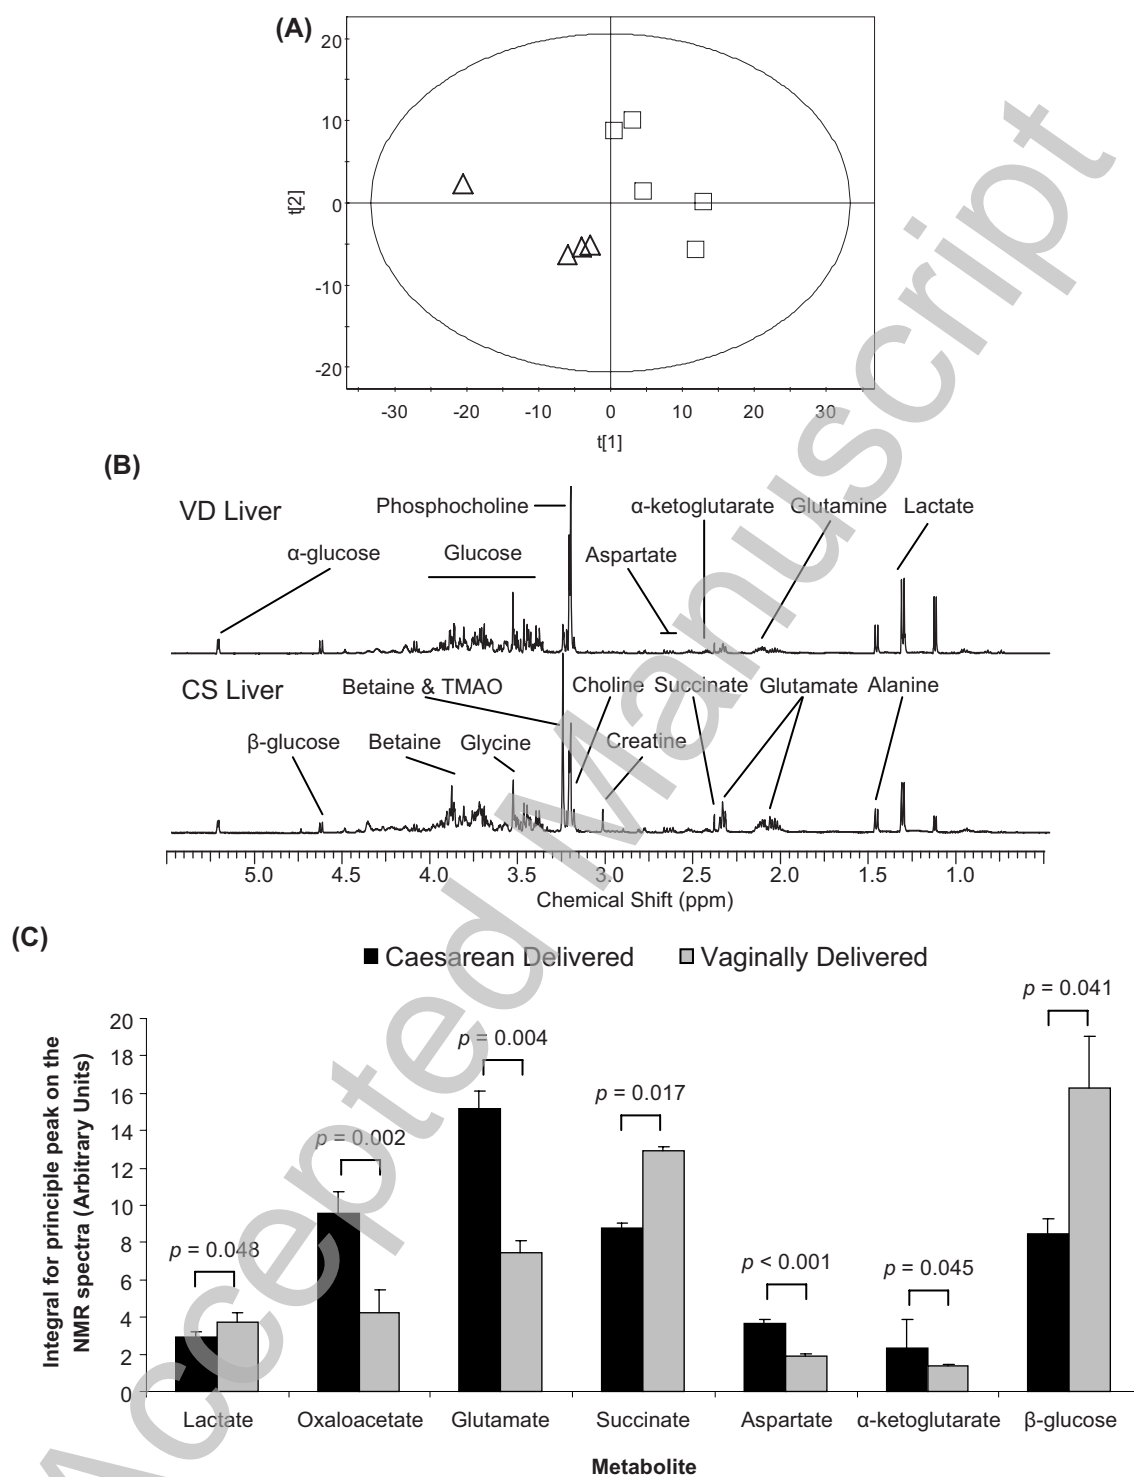 (A)
20
10
0
-10
-20
t[2]
-30 -20 -10 0 10 20 30
t[1]
(B)
VD Liver
Phosphocholine
α-ketoglutarate
Glutamine
Lactate
α-glucose
Glucose
Aspartate
CS Liver
Betaine & TMAO
Choline
Succinate
Glutamate
Alanine
β-glucose
Betaine
Glycine
Creatine
5.0 4.5 4.0 3.5 3.0 2.5 2.0 1.5 1.0
Chemical Shift (ppm)
(C)
Caesarean Delivered
Vaginally Delivered
Integral for principle peak on the
NMR spectra (Arbitrary Units)
20
18
16
14
12
10
8
6
4
2
0
p = 0.048
p = 0.002
p = 0.004
p = 0.017
p < 0.001
p = 0.045
p = 0.041
Lactate Oxaloacetate Glutamate Succinate Aspartate α-ketoglutarate β-glucose
Metabolite
Accepted Manuscript